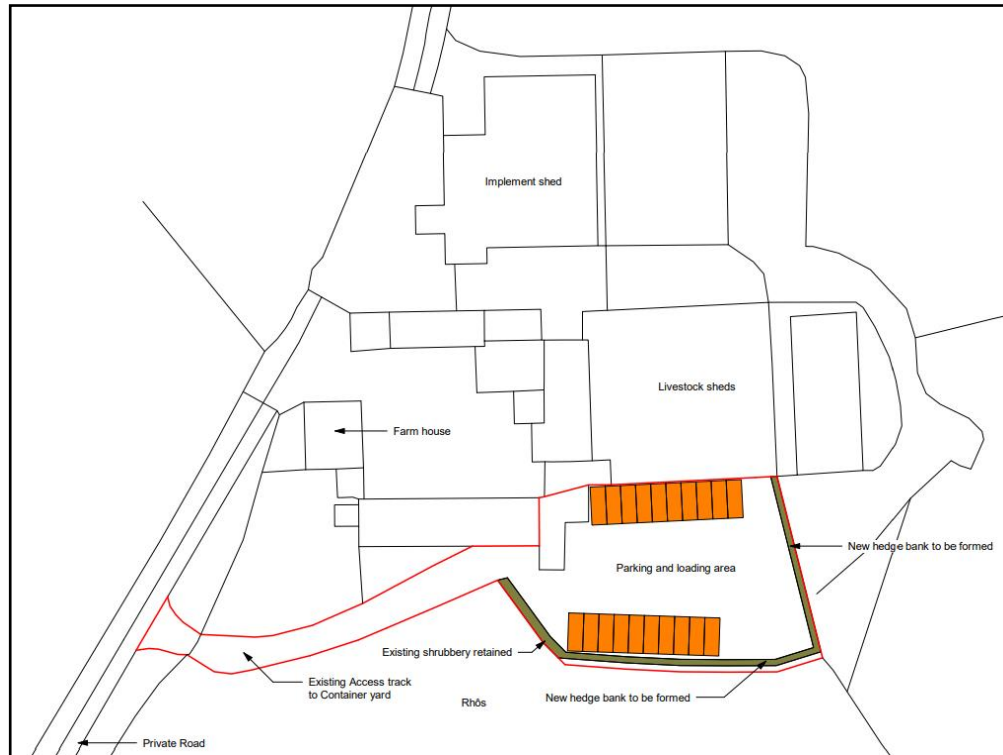 Implement shed
Livestock sheds
Farm house
New hedge bank to be formed
Parking and loading area
Existing shrubbery retained
Existing Access track
to Container yard
New hedge bank to be formed
Rhôs
Private Road